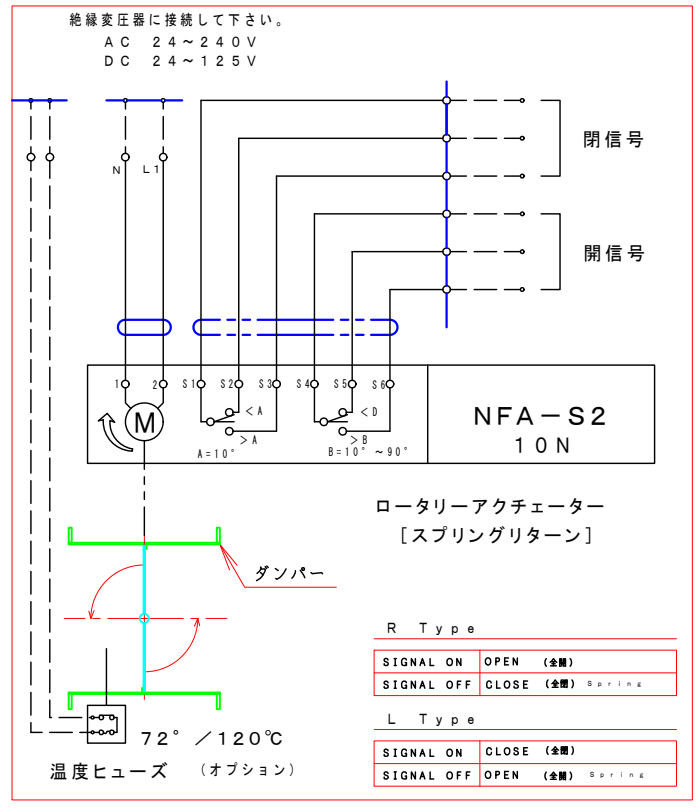 絶縁変圧器に接続して下さい。
AC 24~240V
DC 24~125V
閉信号
N L1
開信号
1 2 S1 S2 S3 S4 S5 S6
M
<A
>A
A=10°
<D
>B
B=10°~90°
NFA-S2
10N
ロータリーアクチェーター
[スプリングリターン]
ダンパー
R Type
SIGNAL ON OPEN (全開)
SIGNAL OFF CLOSE (全閉) Spring
L Type
SIGNAL ON CLOSE (全閉)
SIGNAL OFF OPEN (全開) Spring
72° /120℃
温度ヒューズ (オプション)